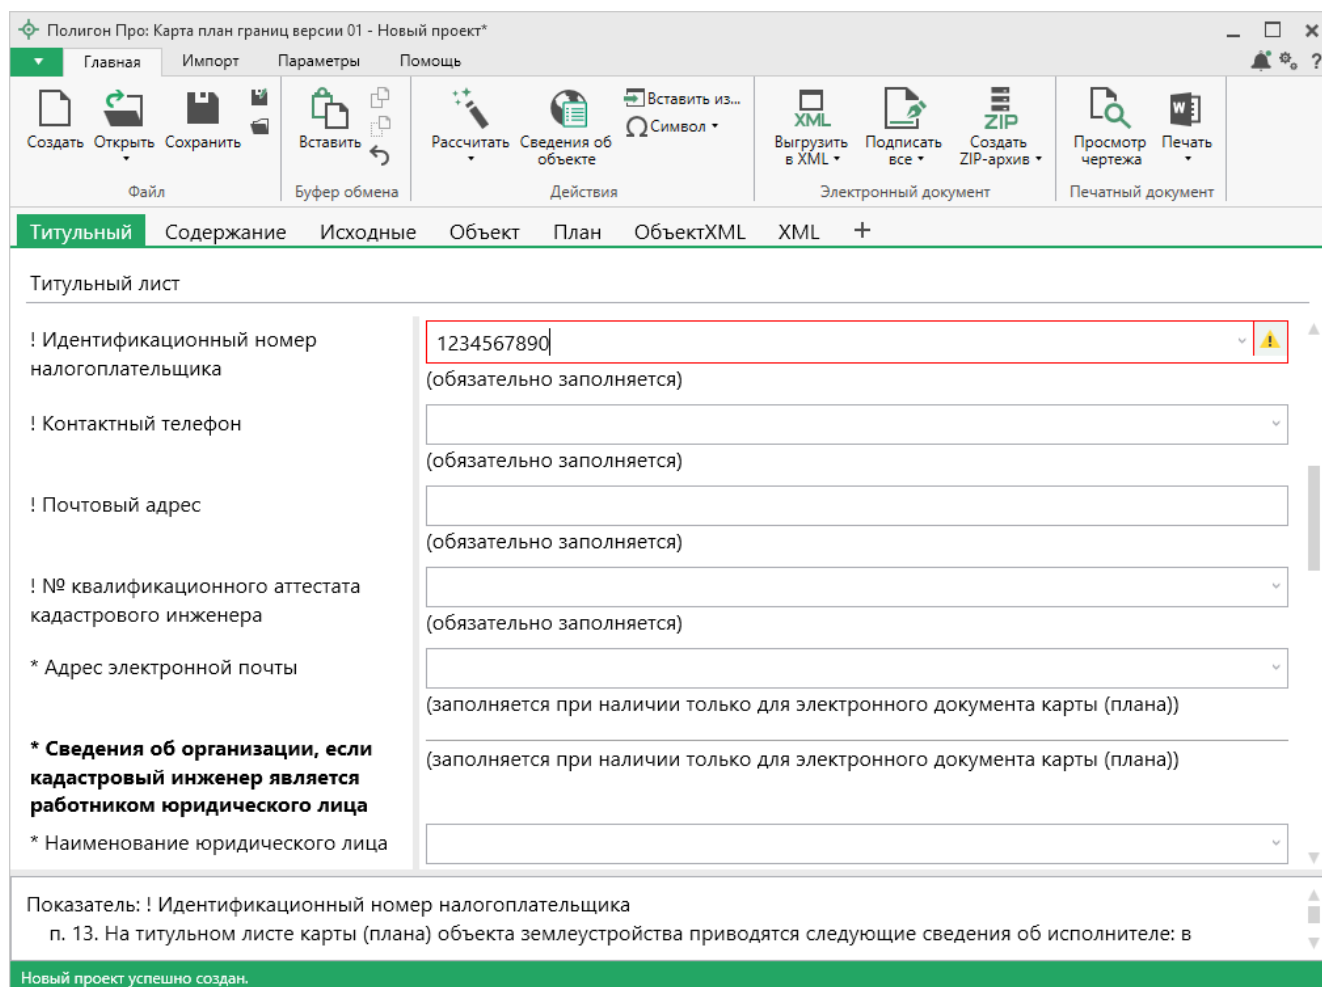 Полигон Про: Карта план границ версии 01 - Новый проект*
Главная Импорт Параметры Помощь
?
Создать Открыть Сохранить
Файл
Вставить
Буфер обмена
Рассчитать Сведения об объекте
Вставить из...
Символ
Действия
XML
Выгрузить
в XML
Подписать
все
ZIP
Создать
ZIP-архив
Электронный документ
Просмотр
чертежа
W
Печать
Печатный документ
Титульный Содержание Исходные Объект План ОбъектXML XML +
Титульный лист
! Идентификационный номер
налогоплательщика
1234567890
(обязательно заполняется)
! Контактный телефон
(обязательно заполняется)
! Почтовый адрес
(обязательно заполняется)
! № квалификационного аттестата
кадастрового инженера
(обязательно заполняется)
* Адрес электронной почты
(заполняется при наличии только для электронного документа карты (плана))
* Сведения об организации, если
кадастровый инженер является
работником юридического лица
(заполняется при наличии только для электронного документа карты (плана))
* Наименование юридического лица
Показатель: ! Идентификационный номер налогоплательщика
п. 13. На титульном листе карты (плана) объекта землеустройства приводятся следующие сведения об исполнителе: в
Новый проект успешно создан.